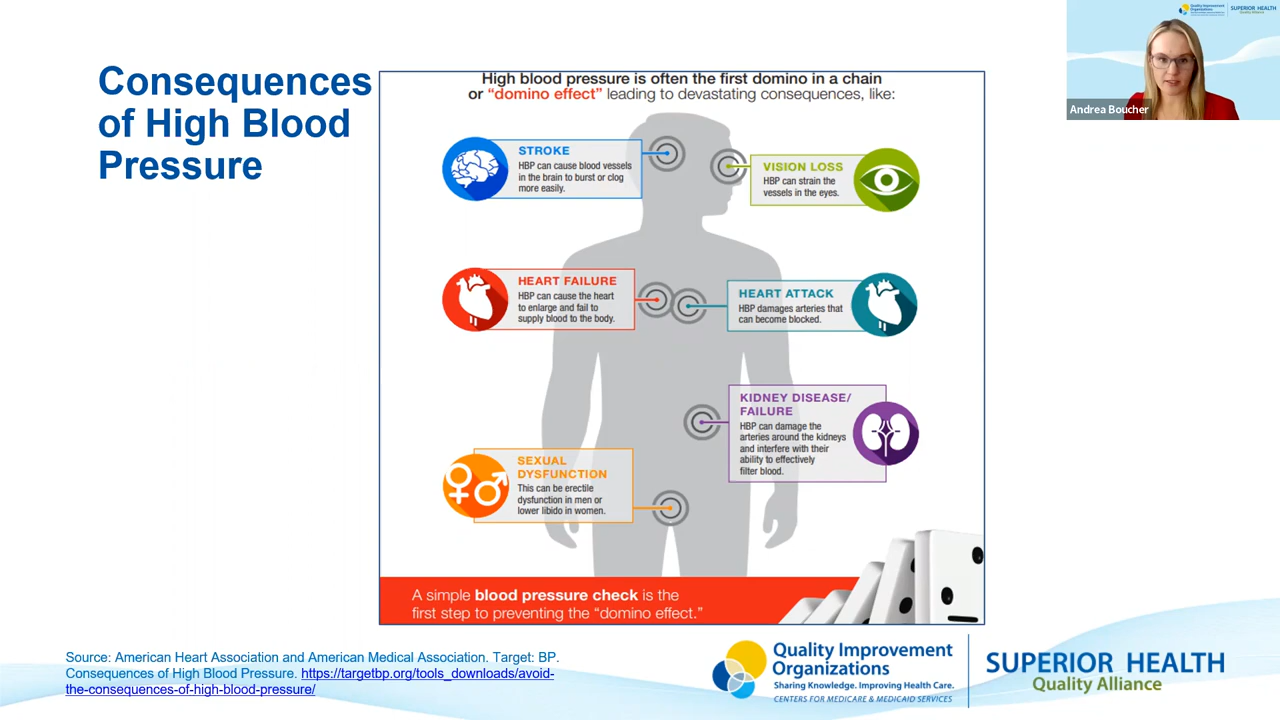 Consequences
of High Blood
Pressure
High blood pressure is often the first domino in a chain
or “domino effect” leading to devastating consequences, like:
STROKE
HBP can cause blood vessels
in the brain to burst or clog
more easily.
VISION LOSS
HBP can strain the
vessels in the eyes.
HEART FAILURE
HBP can cause the heart
to enlarge and fail to
supply blood to the body.
HEART ATTACK
HBP damages arteries that
can become blocked.
KIDNEY DISEASE/
FAILURE
HBP can damage the
arteries around the kidneys
and interfere with their
ability to effectively
filter blood.
SEXUAL
DYSFUNCTION
This can be erectile
dysfunction in men or
lower libido in women.
A simple blood pressure check is the
first step to preventing the “domino effect.”
Source: American Heart Association and American Medical Association. Target: BP.
Consequences of High Blood Pressure. https://targetbp.org/tools_downloads/avoid-
the-consequences-of-high-blood-pressure/
Quality Improvement
Organizations
Sharing Knowledge. Improving Health Care.
CENTERS FOR MEDICARE & MEDICAID SERVICES
SUPERIOR HEALTH
Quality Alliance
Quality Improvement
Organizations
SUPERIOR HEALTH
Quality Alliance
Andrea Boucher